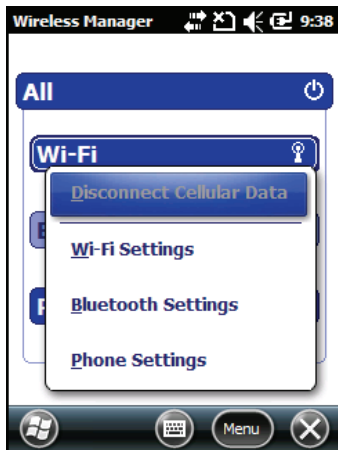 Wireless Manager 9:38
All
Wi-Fi
Disconnect Cellular Data
Wi-Fi Settings
Bluetooth Settings
Phone Settings
Menu